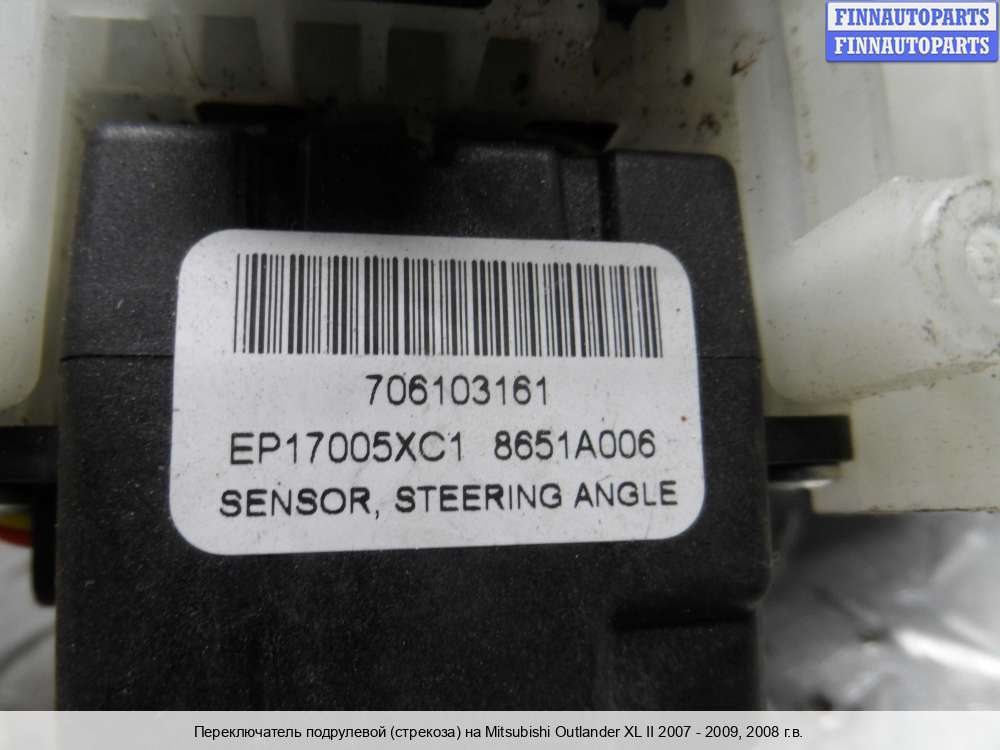 FINNAUTOPARTS
FINNAUTOPARTS
706103161
EP17005XC1 8651A006
SENSOR, STEERING ANGLE
Переключатель подрулевой (стрекоза) на Mitsubishi Outlander XL II 2007 - 2009, 2008 г.в.